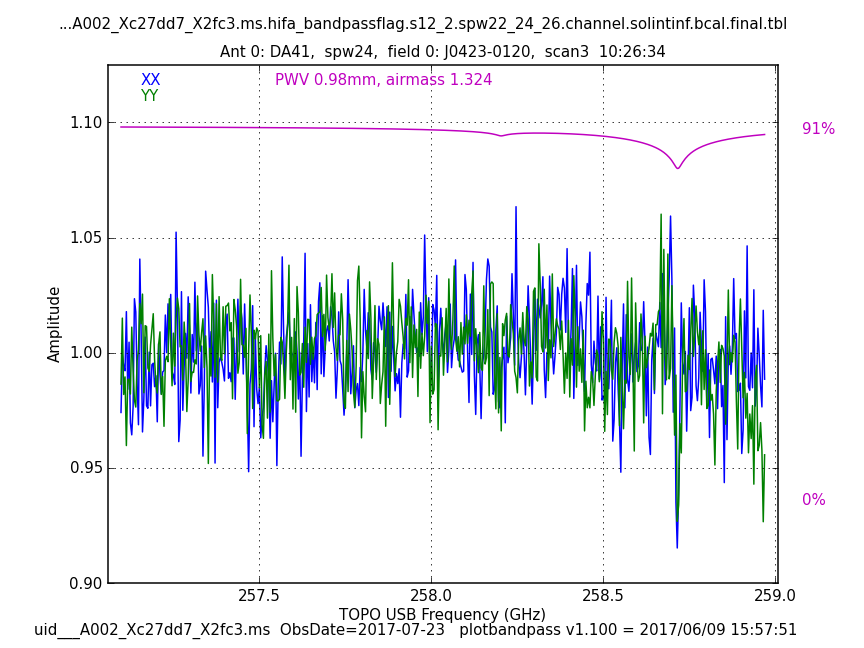 ...A002_Xc27dd7_X2fc3.ms.hifa_bandpassflag.s12_2.spw22_24_26.channel.solintinf.bcal.final.tbl
Ant 0: DA41, spw24, field 0: J0423-0120, scan3 10:26:34
XX
PWV 0.98mm, airmass 1.324
YY
1.10
91%
1.05
Amplitude
1.00
0.95
0%
0.90
257.5
258.0
258.5
259.0
TOPO USB Frequency (GHz)
uid___A002_Xc27dd7_X2fc3.ms ObsDate=2017-07-23 plotbandpass v1.100 = 2017/06/09 15:57:51